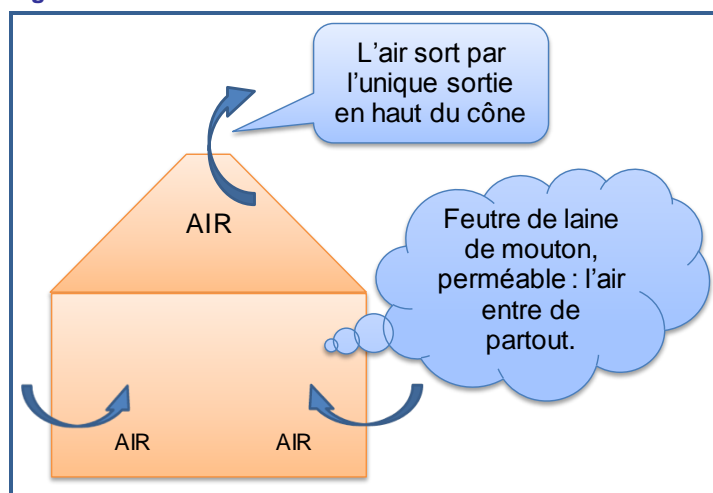 L'air sort par
l'unique sortie
en haut du cône
AIR
Feutre de laine
de mouton,
perméable : l'air
entre de
partout.
AIR
AIR